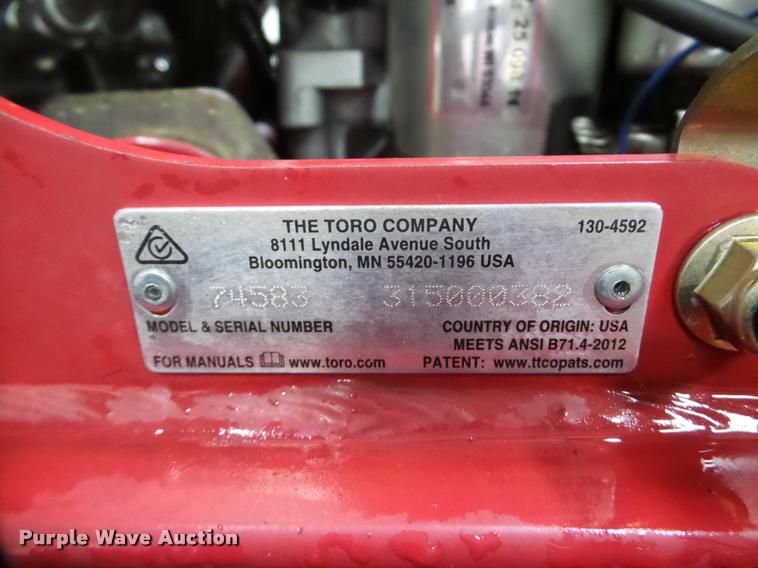 THE TORO COMPANY 130-4592
8111 Lyndale Avenue South
Bloomington, MN 55420-1196 USA
74583 315000382
MODEL & SERIAL NUMBER COUNTRY OF ORIGIN: USA
MEETS ANSI B71.4-2012
FOR MANUALS www.toro.com PATENT: www.ttcopats.com
Purple Wave Auction